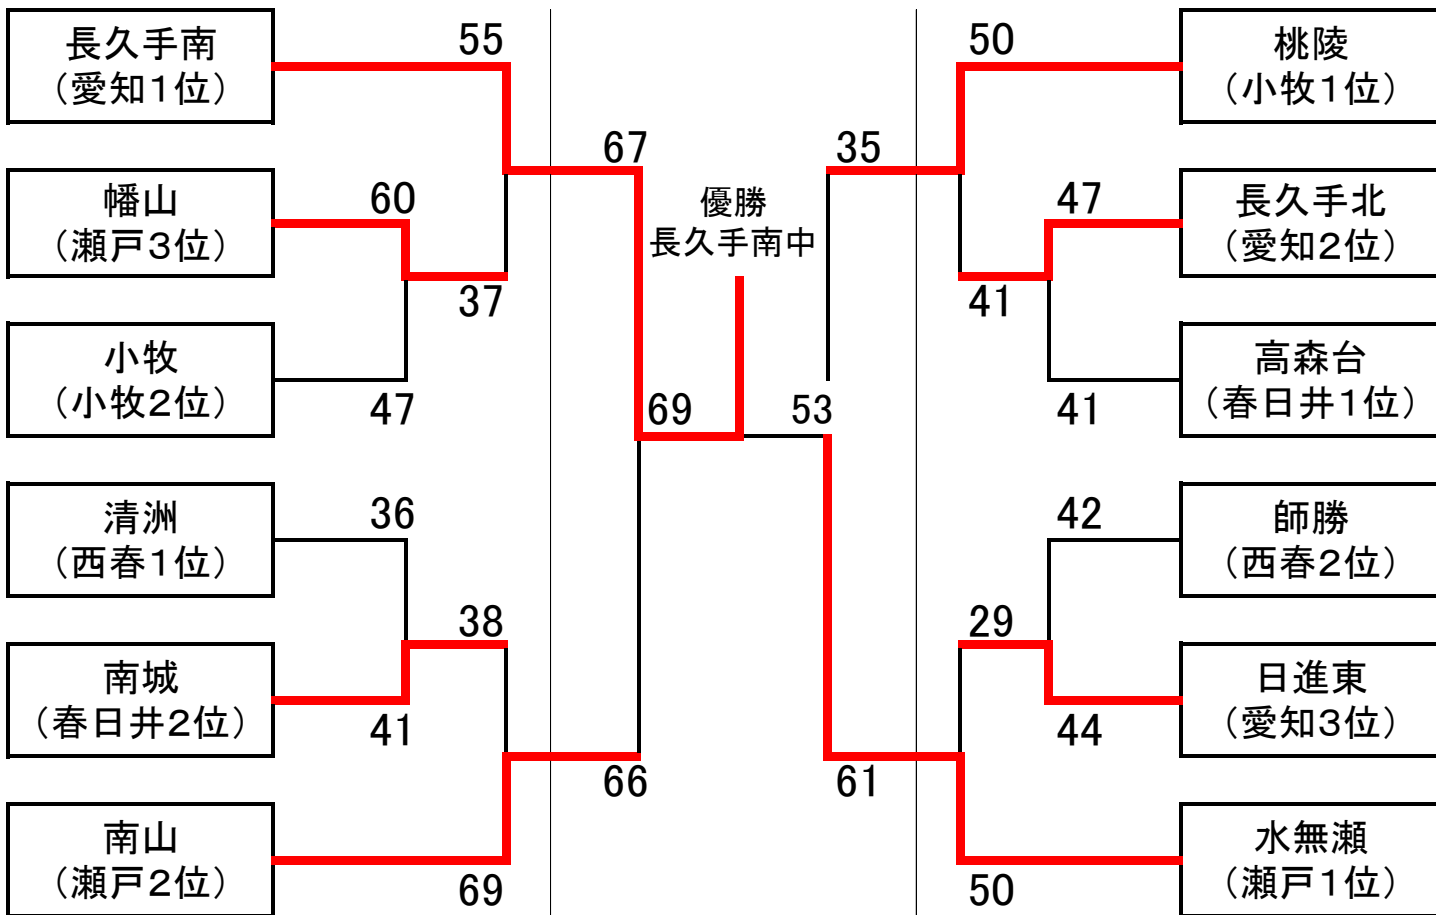 長久手南
（愛知1位）
55
幡山
（瀬戸3位）
60
37
小牧
（小牧2位）
47
67
清洲
（西春1位）
36
南城
（春日井2位）
41
38
南山
（瀬戸2位）
69
66
優勝
長久手南中
69
53
35
61
50
桃陵
（小牧1位）
47
長久手北
（愛知2位）
41
高森台
（春日井1位）
41
42
師勝
（西春2位）
29
日進東
（愛知3位）
44
水無瀬
（瀬戸1位）
50